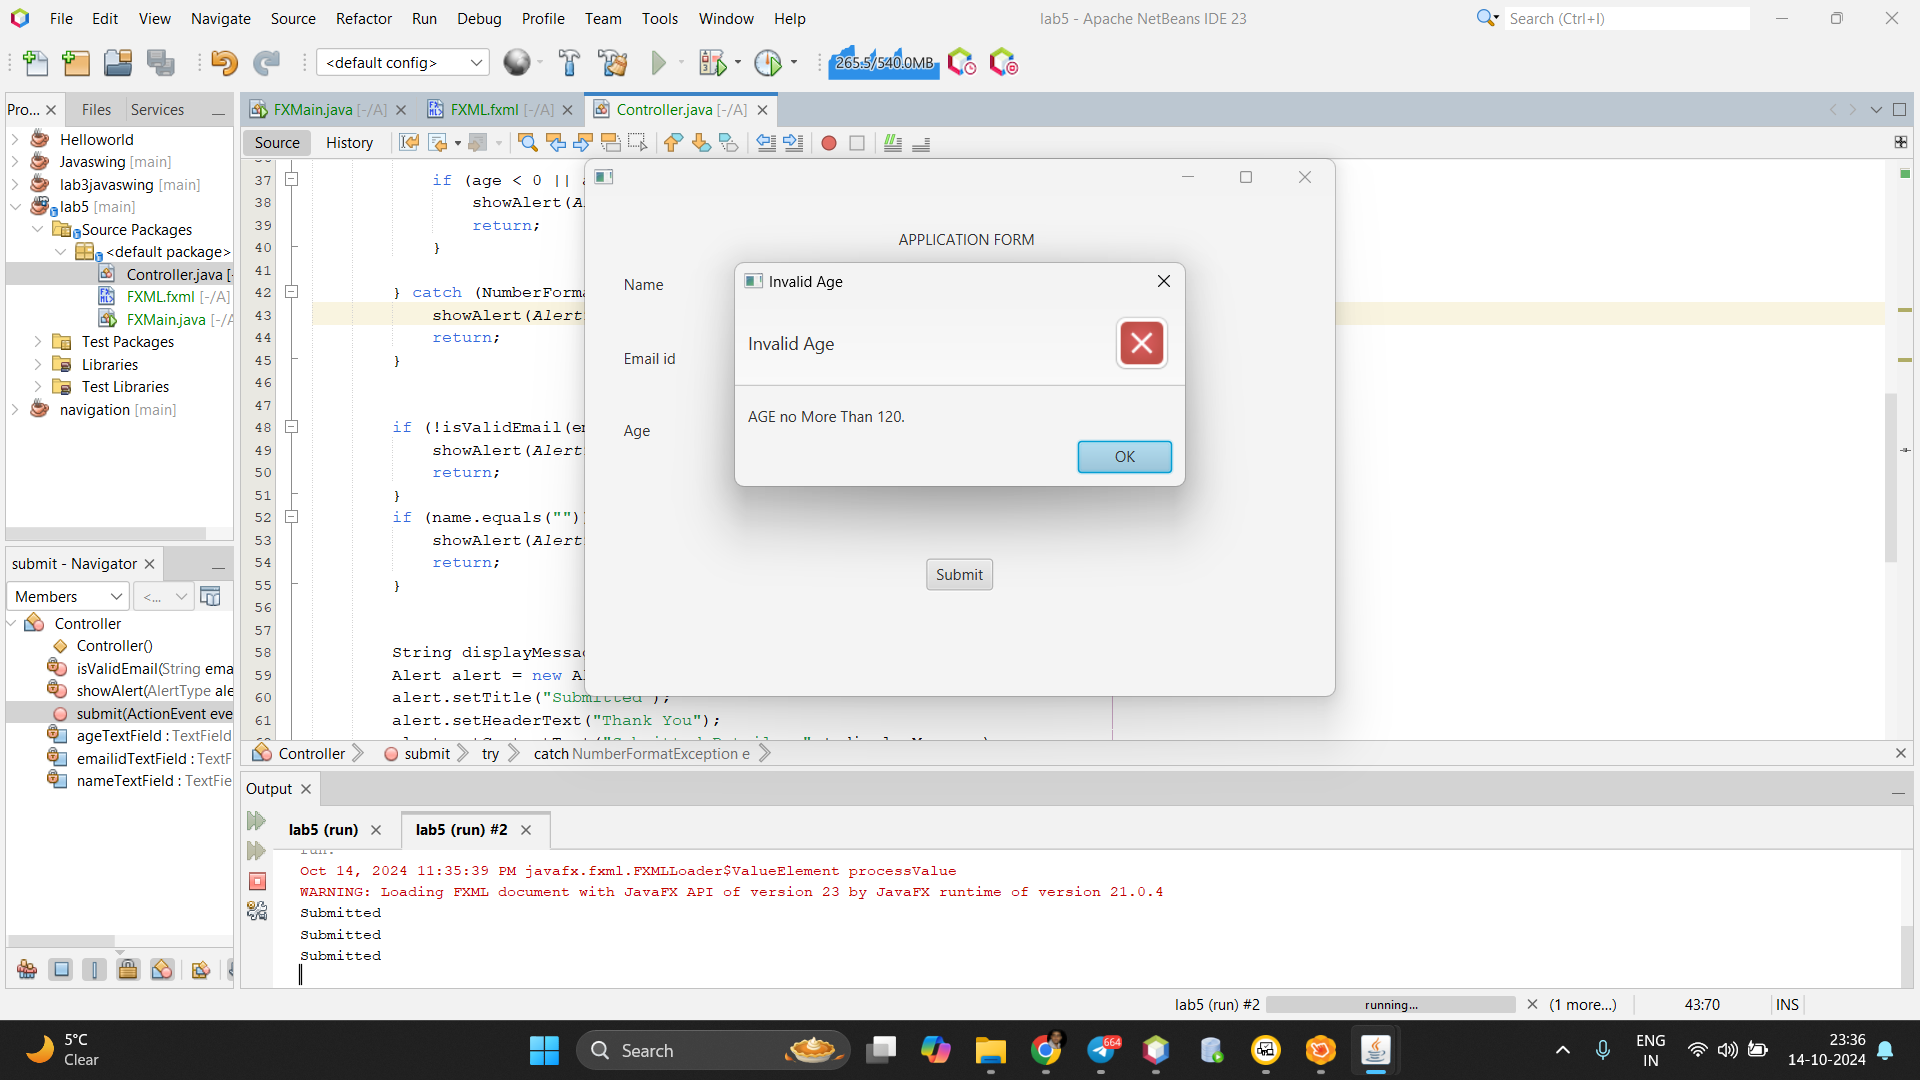 File Edit View Navigate Source Refactor Run Debug Profile Team Tools Window Help
lab5 - Apache NetBeans IDE 23
Search (Ctrl+I)
<default config>
265.5/540.0MB
Pro... Files Services
FXMain.java [-/A] FXML.fxml [-/A] Controller.java [-/A]
Source History
Helloworld
Javaswing [main]
lab3javaswing [main]
lab5 [main]
Source Packages
<default package>
Controller.java [-
FXML.fxml [-/A]
FXMain.java [-/A
Test Packages
Libraries
Test Libraries
navigation [main]
37 if (age < 0 ||
38 showAlert(A
39 return;
40 }
41
42 } catch (NumberForma
43 showAlert(Alert
44 return;
45 }
46
47
48 if (!isValidEmail(e
49 showAlert(Alert
50 return;
51 }
52 if (name.equals("")
53 showAlert(Alert
54 return;
55 }
56
57
58 String displayMessa
59 Alert alert = new Al
60 alert.setTitle("Submitted");
61 alert.setHeaderText("Thank You");
APPLICATION FORM
Name
Email id
Age
Submit
Invalid Age
Invalid Age
AGE no More Than 120.
OK
submit - Navigator
Members <...
Controller
Controller()
isValidEmail(String ema
showAlert(AlertType ale
submit(ActionEvent eve
ageTextField : TextField
emailidTextField : TextF
nameTextField : TextFie
Controller submit try catch NumberFormatException e
Output
lab5 (run) lab5 (run) #2
run:
Oct 14, 2024 11:35:39 PM javafx.fxml.FXMLLoader$ValueElement processValue
WARNING: Loading FXML document with JavaFX API of version 23 by JavaFX runtime of version 21.0.4
Submitted
Submitted
Submitted
lab5 (run) #2 running... (1 more...) 43:70 INS
5°C
Clear
Search
664
ENG
IN
23:36
14-10-2024